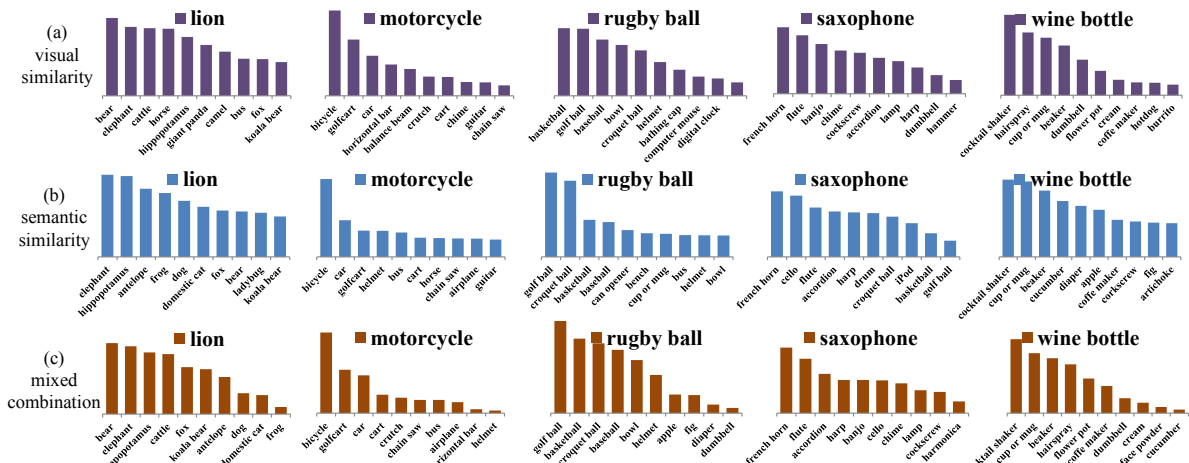 (a)
visual
similarity
lion
bear
elephant
cattle
horse
hippopotamus
giant panda
camel
bus
fox
koala bear
motorcycle
bicycle
golfcart
car
horizontal bar
balance beam
crutch
cart
chime
guitar
chain saw
rugby ball
basketball
golf ball
baseball
bowl
croquet ball
helmet
bathing cap
computer mouse
digital clock
saxophone
french horn
flute
banjo
chime
cockscrew
accordion
lamp
harp
dumbbell
hammer
wine bottle
cocktail shaker
hairspray
cup or mug
beaker
dumbbell
flower pot
cream
coffe maker
hotdog
burrito
(b)
semantic
similarity
lion
elephant
hippopotamus
antelope
frog
dog
domestic cat
fox
bear
ladybug
koala bear
motorcycle
bicycle
car
golfcart
helmet
bus
cart
horse
chain saw
airplane
guitar
rugby ball
golf ball
croquet ball
basketball
baseball
can opener
bench
cup or mug
bus
helmet
bowl
saxophone
french horn
cello
flute
accordion
harp
drum
croquet ball
iPod
basketball
golf ball
wine bottle
cocktail shaker
cup or mug
beaker
cucumber
diaper
apple
coffe maker
corkscrew
fig
artichoke
(c)
mixed
combination
lion
bear
elephant
popotamus
cattle
fox
koala bear
antelope
dog
domestic cat
frog
motorcycle
bicycle
golfcart
car
cart
crutch
chain saw
bus
airplane
rizontal bar
helmet
rugby ball
golf ball
basketball
croquet ball
baseball
bowl
helmet
apple
fig
diaper
dumbbell
saxophone
french horn
flute
accordion
harp
banjo
cello
chime
lamp
cockscrew
harmonica
wine bottle
cktail shaker
cup or mug
beaker
hairspray
flower pot
coffe maker
dumbbell
cream
face powder
cucumber